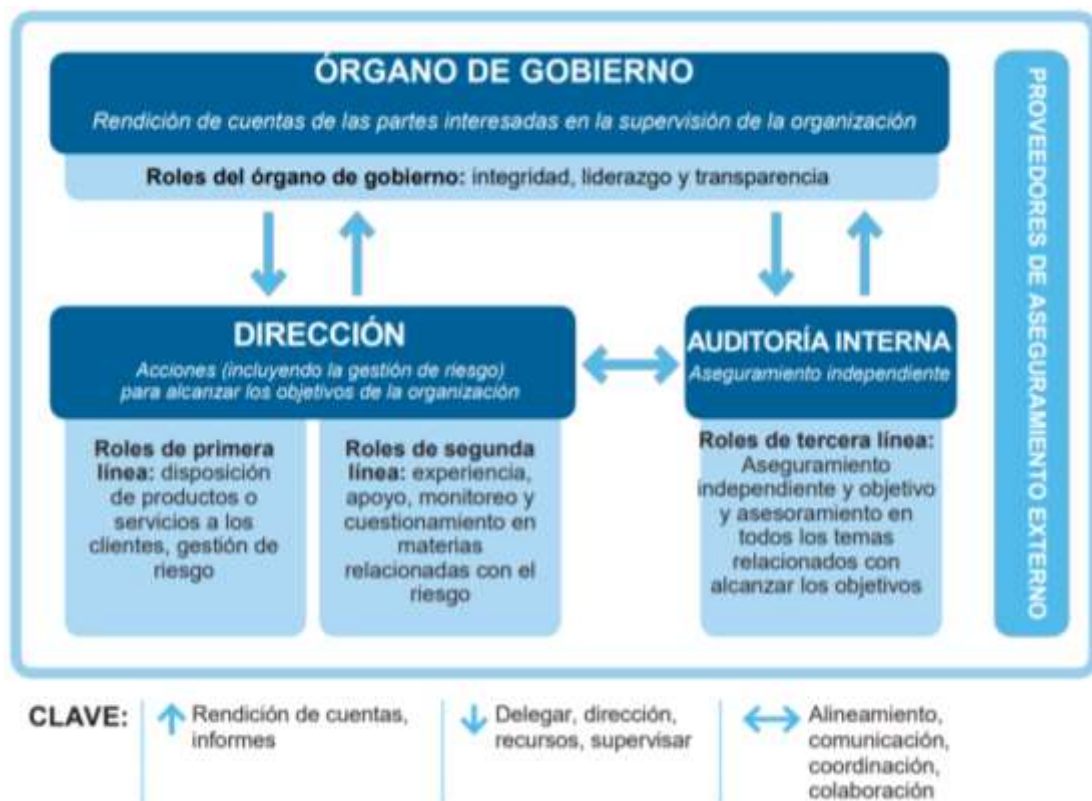 ÓRGANO DE GOBIERNO
Rendición de cuentas de las partes interesadas en la supervisión de la organización
Roles del órgano de gobierno: integridad, liderazgo y transparencia
DIRECCIÓN
Acciones (incluyendo la gestión de riesgo)
para alcanzar los objetivos de la organización
Roles de primera
línea: disposición
de productos o
servicios a los
clientes, gestión de
riesgo
Roles de segunda
línea: experiencia,
apoyo, monitoreo y
cuestionamiento en
materias
relacionadas con el
riesgo
AUDITORÍA INTERNA
Aseguramiento independiente
Roles de tercera línea:
Aseguramiento
independiente y objetivo
y asesoramiento en
todos los temas
relacionados con
alcanzar los objetivos
PROVEEDORES DE ASEGURAMIENTO EXTERNO
CLAVE:
Rendición de cuentas,
informes
Delegar, dirección,
recursos, supervisar
Alineamiento,
comunicación,
coordinación,
colaboración